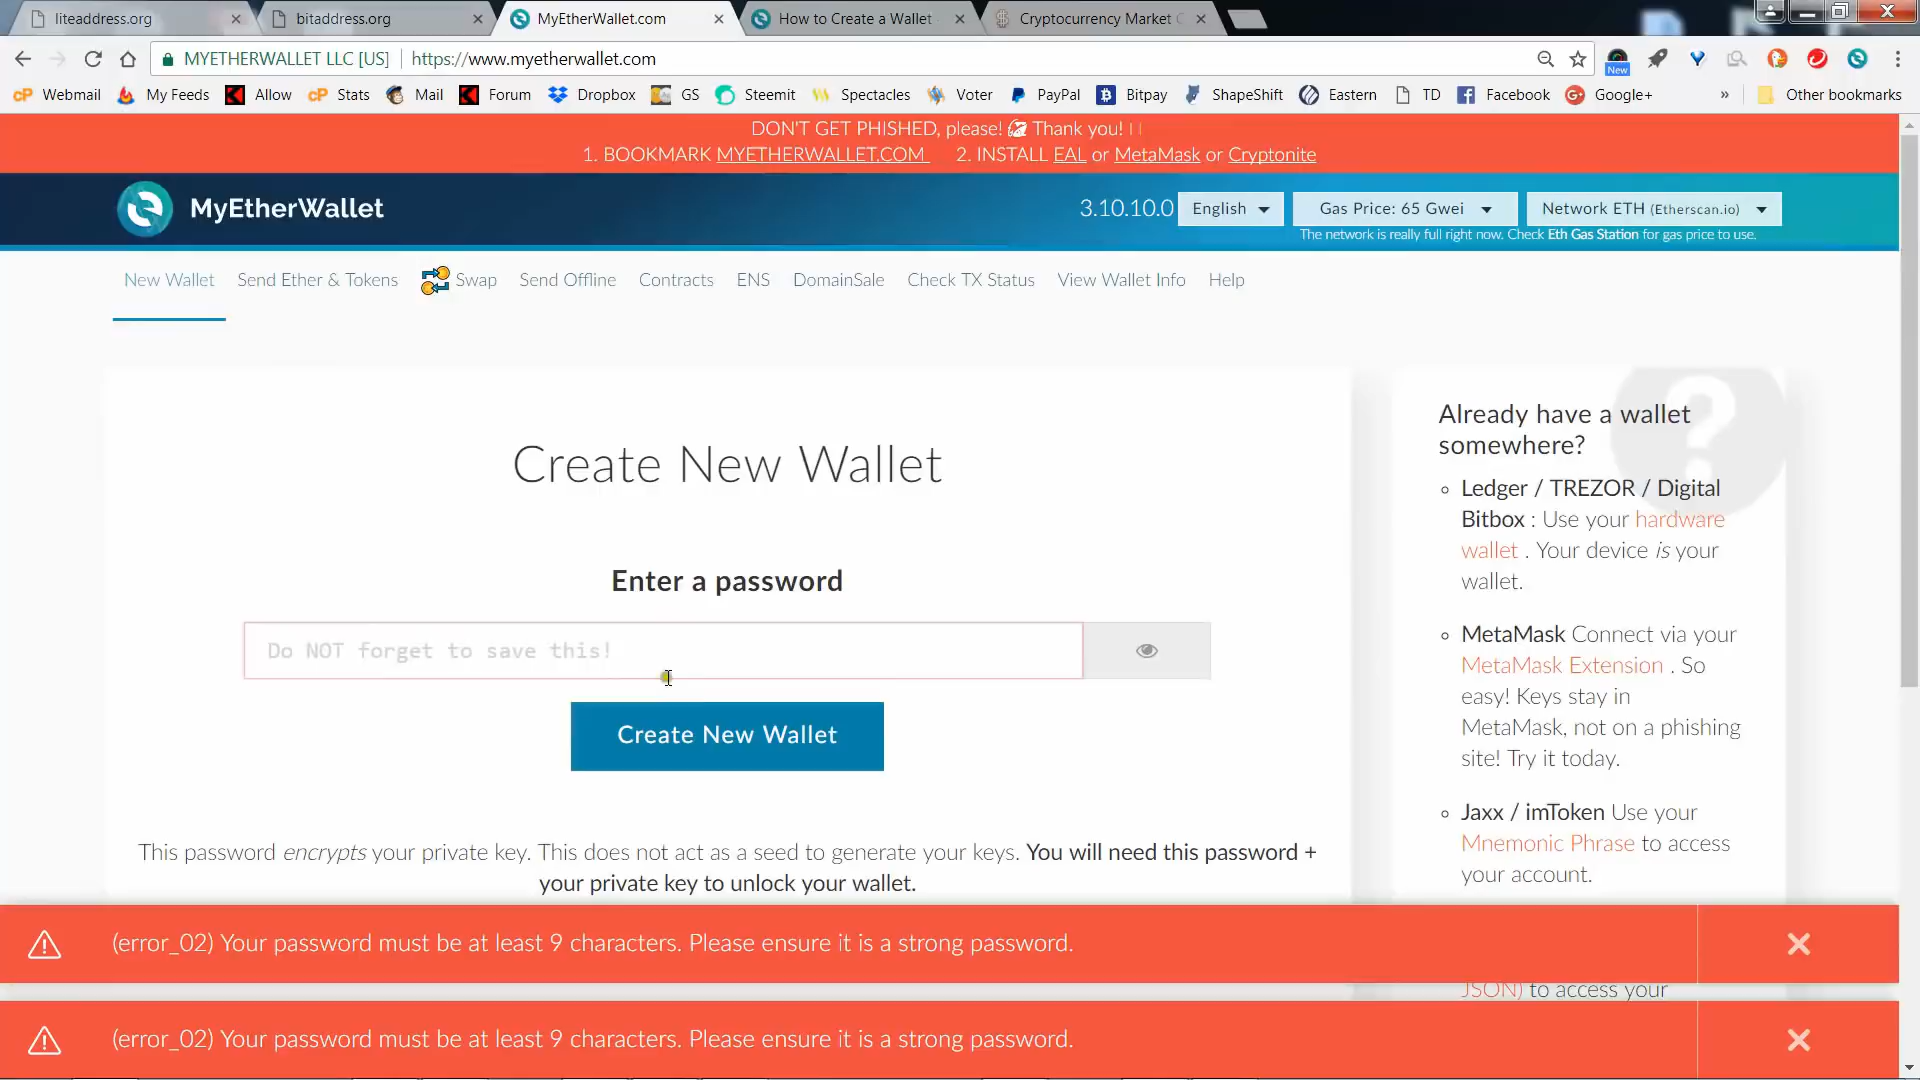 liteaddress.org
bitaddress.org
MyEtherWallet.com
How to Create a Wallet
Cryptocurrency Market C
MYETHERWALLET LLC [US]
https://www.myetherwallet.com
New
Webmail My Feeds Allow Stats Mail Forum Dropbox GS Steemit Spectacles Voter PayPal Bitpay ShapeShift Eastern TD Facebook Google+ » Other bookmarks
DON'T GET PHISHED, please! Thank you!
1. BOOKMARK MYETHERWALLET.COM 2. INSTALL EAL or MetaMask or Cryptonite
MyEtherWallet
3.10.10.0
English
Gas Price: 65 Gwei
Network ETH (Etherscan.io)
The network is really full right now. Check Eth Gas Station for gas price to use.
New Wallet Send Ether & Tokens Swap Send Offline Contracts ENS DomainSale Check TX Status View Wallet Info Help
Create New Wallet
Enter a password
Do NOT forget to save this!
Create New Wallet
This password encrypts your private key. This does not act as a seed to generate your keys. You will need this password +
your private key to unlock your wallet.
Already have a wallet
somewhere?
Ledger / TREZOR / Digital
Bitbox : Use your hardware
wallet . Your device is your
wallet.
MetaMask Connect via your
MetaMask Extension . So
easy! Keys stay in
MetaMask, not on a phishing
site! Try it today.
Jaxx / imToken Use your
Mnemonic Phrase to access
your account.
(error_02) Your password must be at least 9 characters. Please ensure it is a strong password.
JSON) to access your
(error_02) Your password must be at least 9 characters. Please ensure it is a strong password.